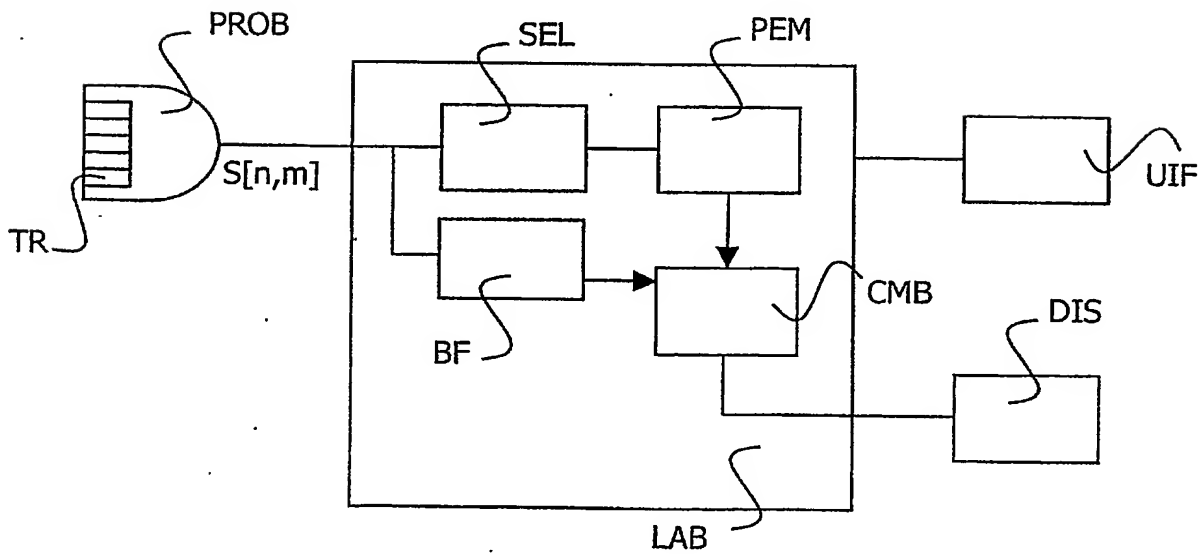 PROB
SEL
PEM
S[n,m]
UIF
TR
CMB
BF
DIS
LAB